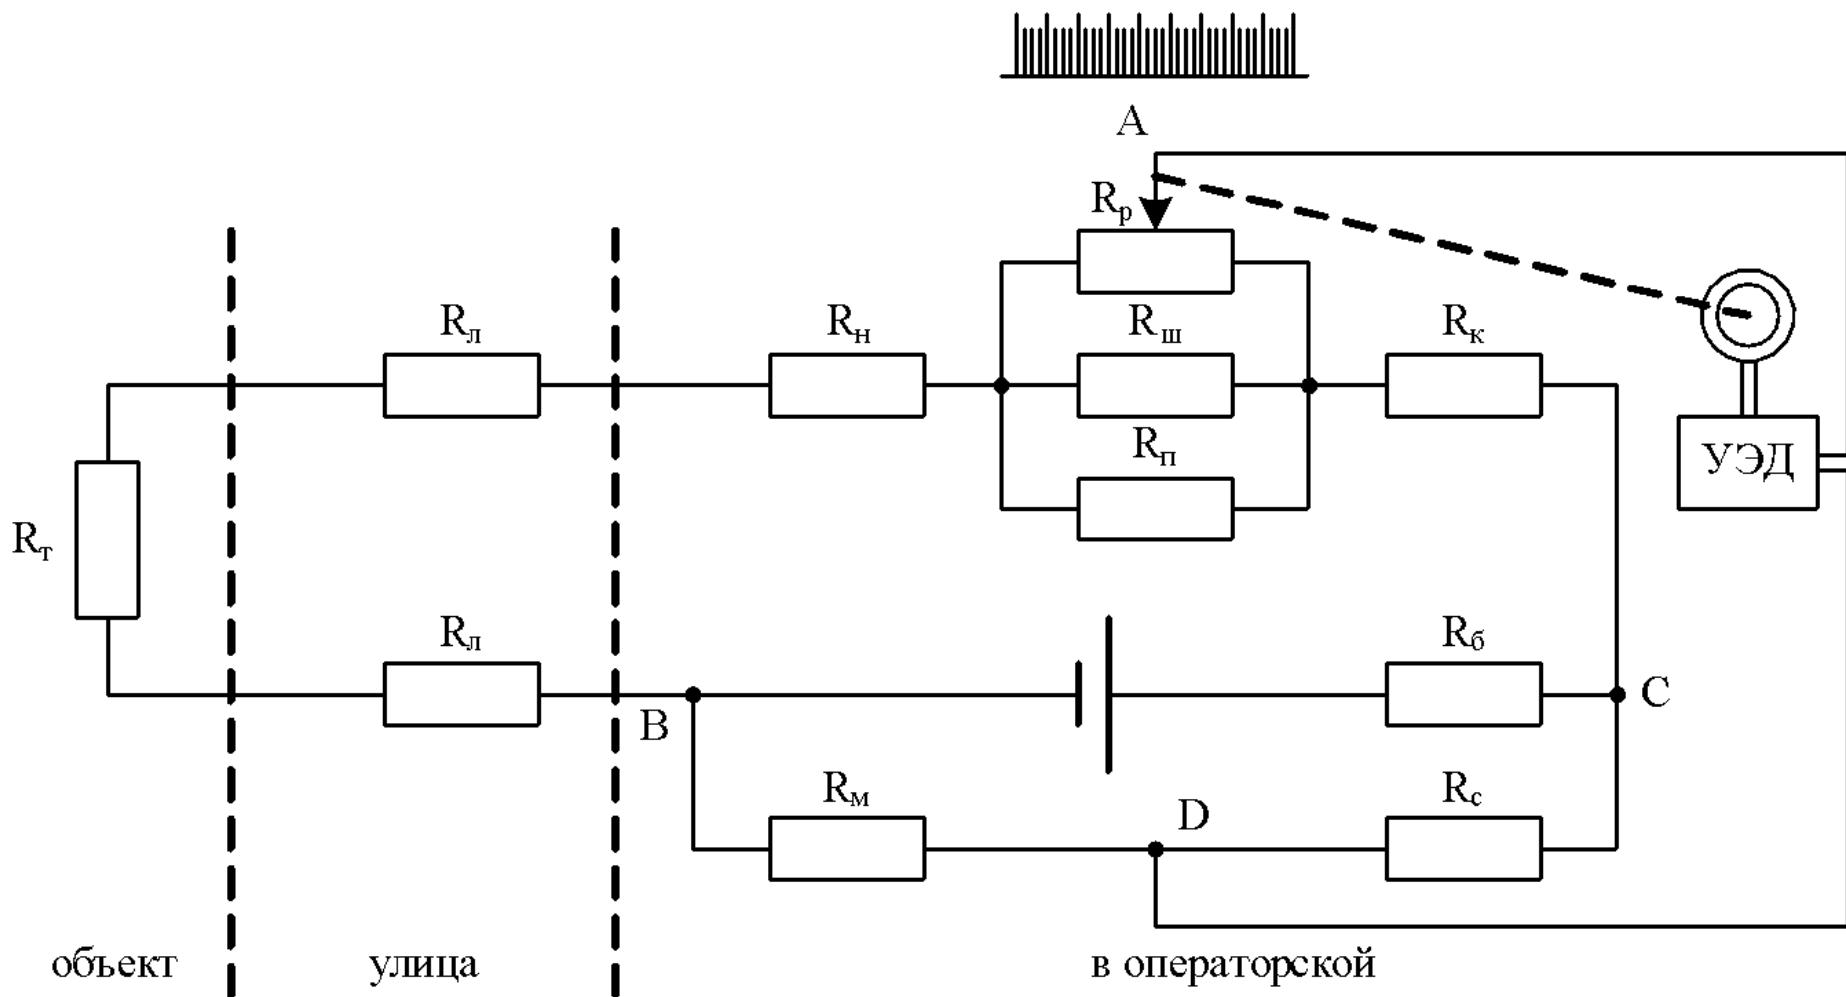 A
Rр
Rл
Rн
Rш
Rк
Rп
УЭД
Rт
Rл
Rб
B
C
Rм
D
Rс
объект
улица
в операторской